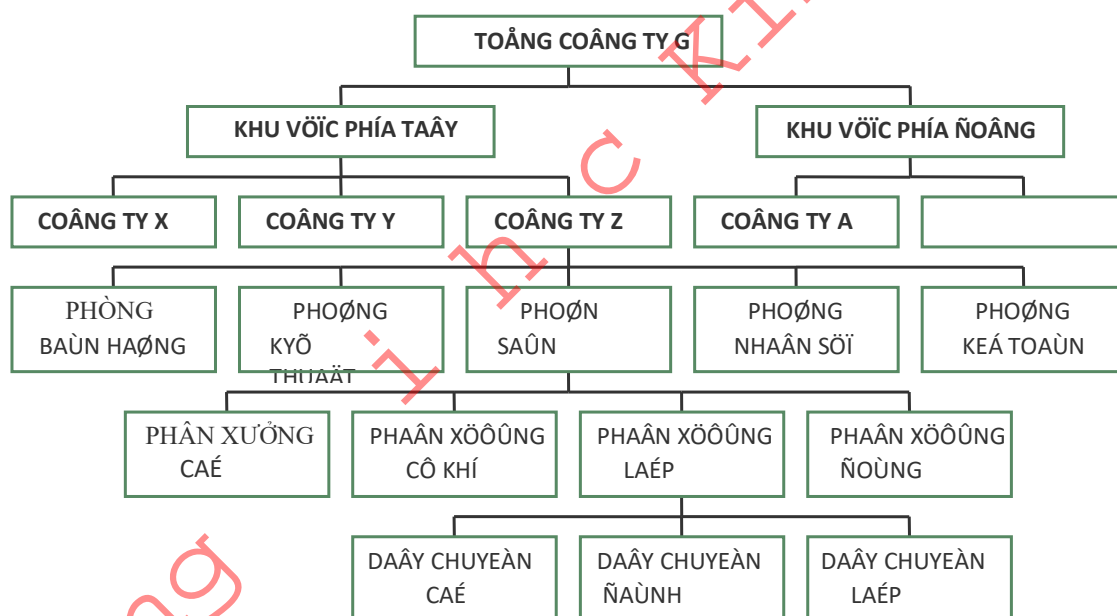 TOÅNG COÂNG TY G
KHU VÖÏC PHÍA TAÂY
KHU VÖÏC PHÍA ÑOÂNG
COÂNG TY X
COÂNG TY Y
COÂNG TY Z
COÂNG TY A
PHÒNG
BAÙN HAØNG
PHOØNG
KYÕ
THUAÄT
PHOØN
SAÛN
PHOØNG
NHAÂN SÖÏ
PHOØNG
KEÁ TOAÙN
PHÂN XƯỞNG
CAÉ
PHAÂN XÖÔÛNG
CÔ KHÍ
PHAÂN XÖÔÛNG
LAÉP
PHAÂN XÖÔÛNG
ÑOÙNG
DAÂY CHUYEÀN
CAÉ
DAÂY CHUYEÀN
ÑAÙNH
DAÂY CHUYEÀN
LAÉP